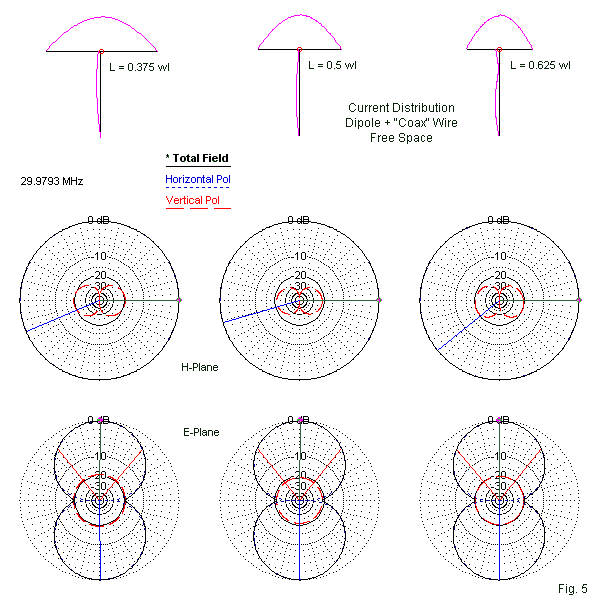 L = 0.375 wl
L = 0.5 wl
L = 0.625 wl
Current Distribution
Dipole + "Coax" Wire
Free Space
* Total Field
29.9793 MHz
Horizontal Pol
Vertical Pol
0 dB
0 dB
0 dB
-10
-10
-10
-20
-20
-20
-30
-30
-30
H-Plane
0 dB
0 dB
0 dB
E-Plane
-10
-10
-10
-20
-20
-20
-30
-30
-30
Fig. 5